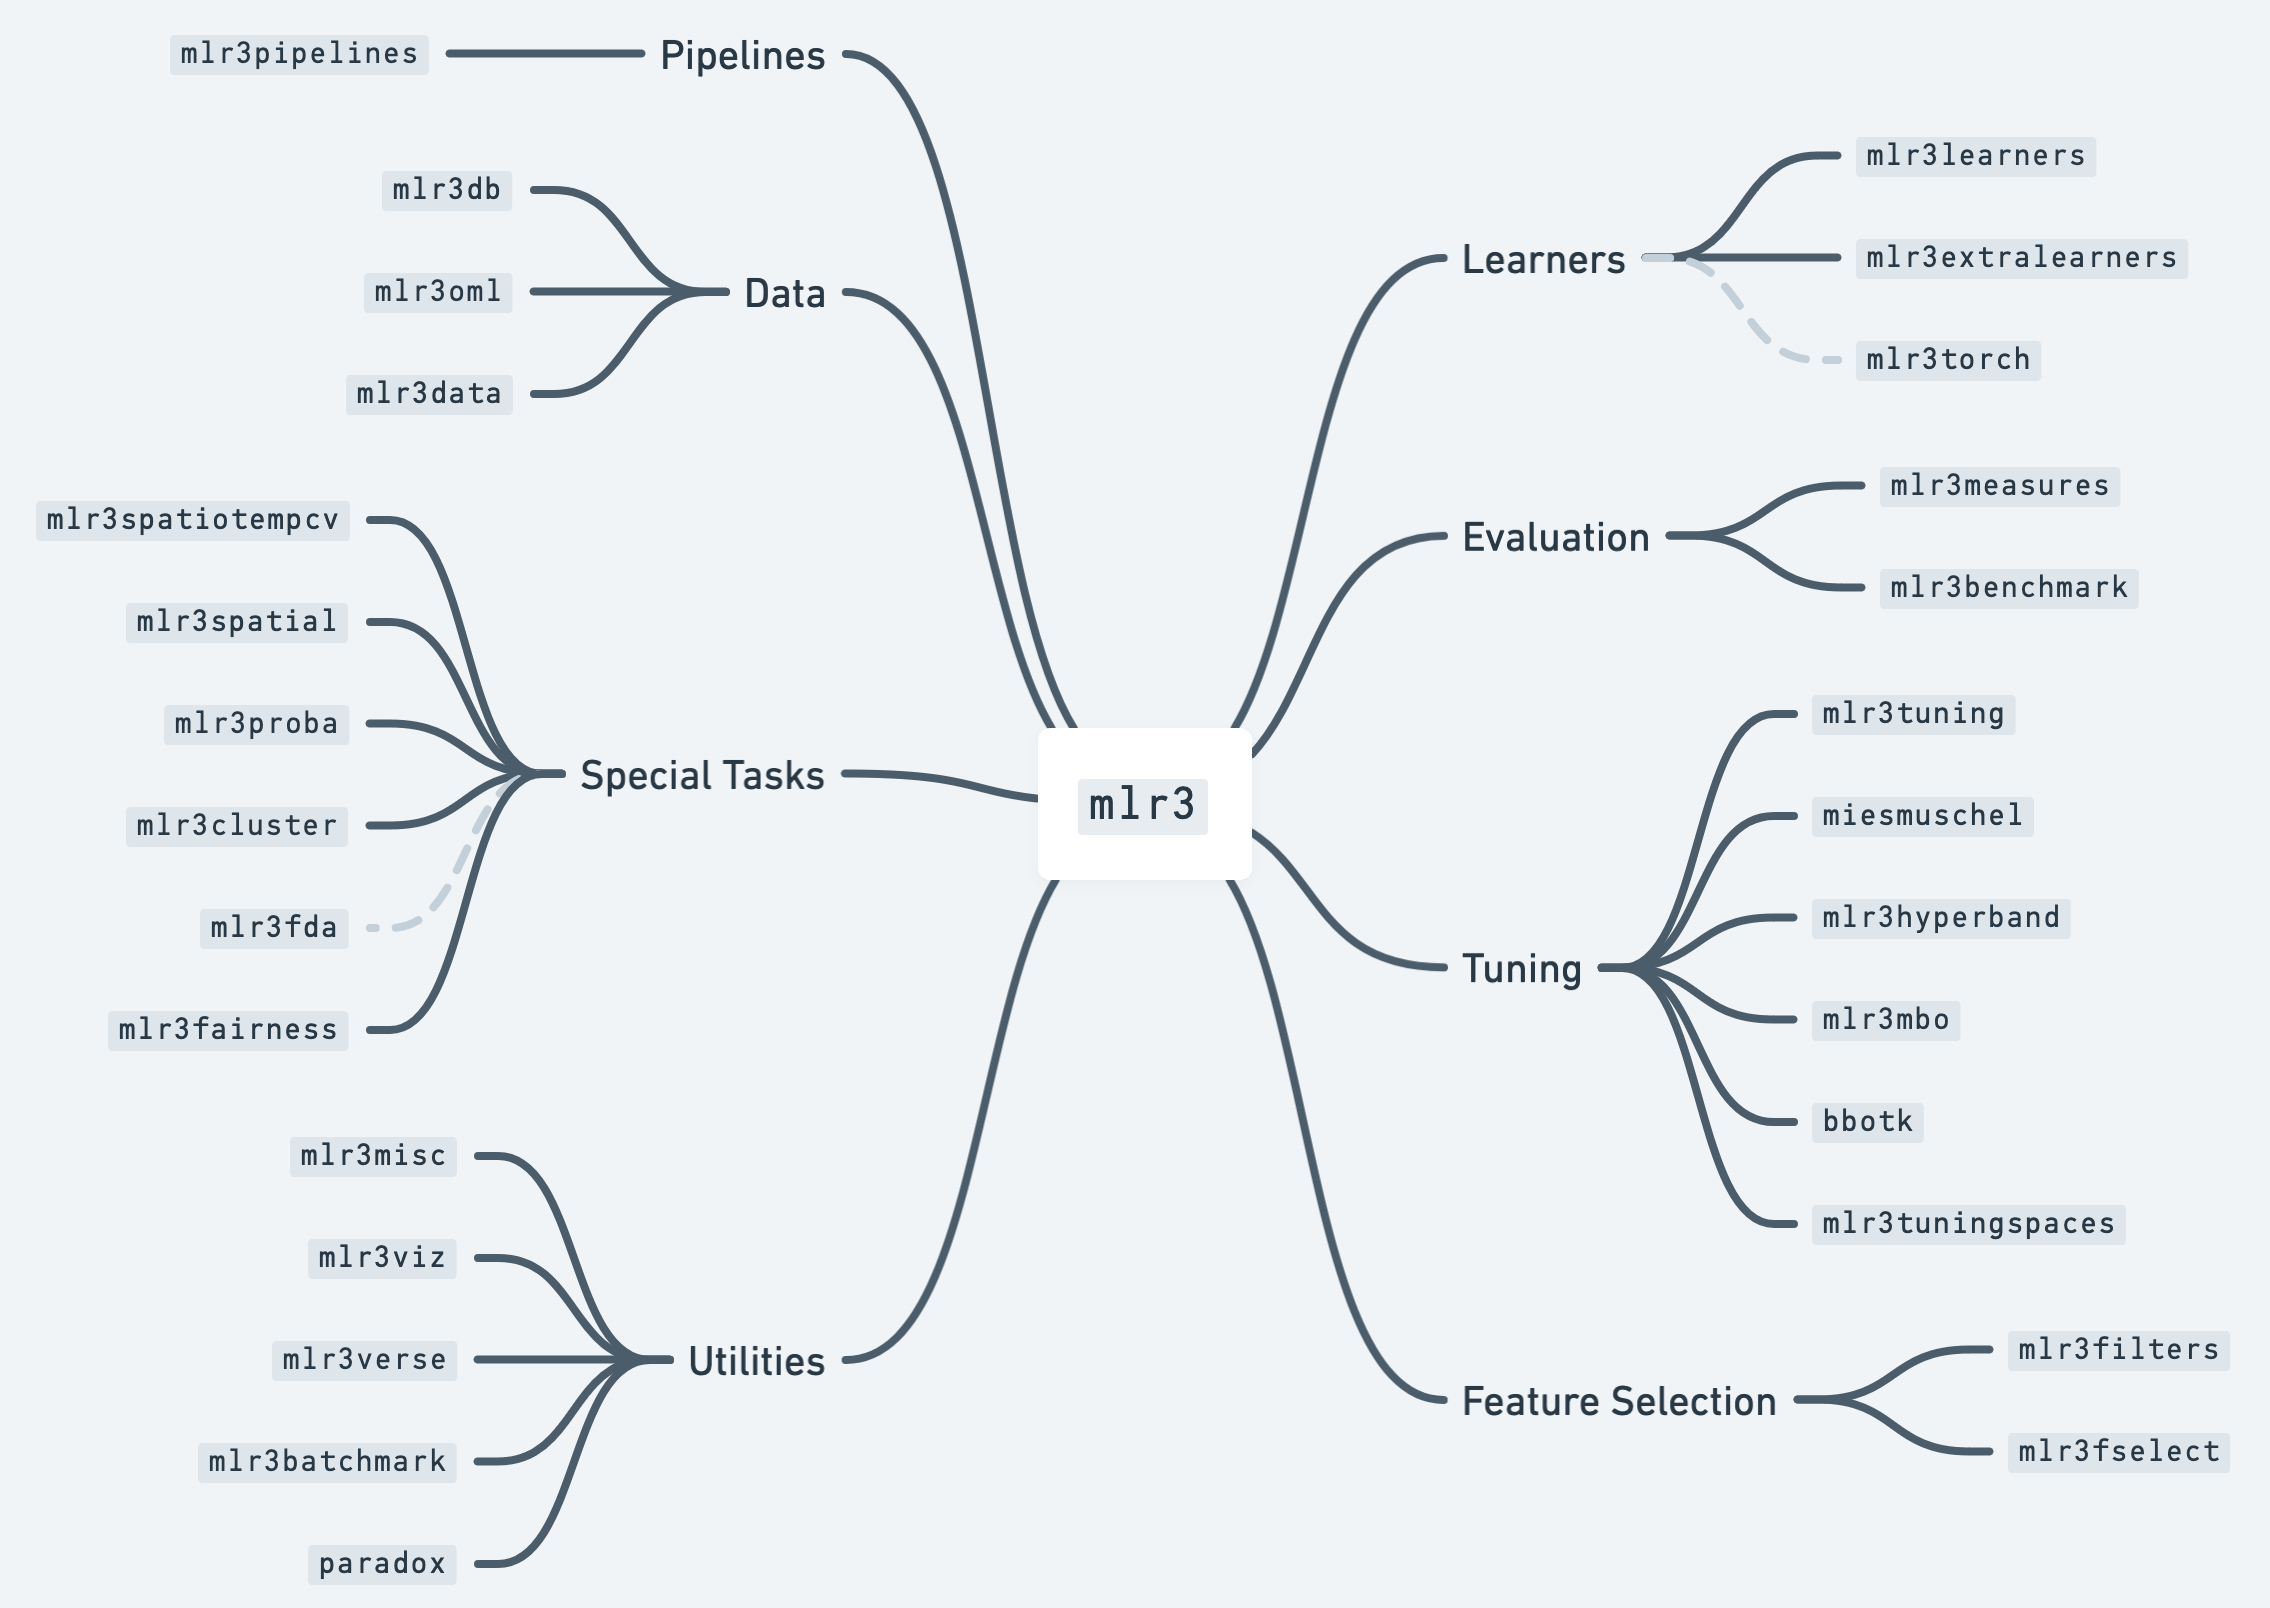 mlr3pipelines
Pipelines
mlr3db
mlr3oml
mlr3data
Data
mlr3spatiotempcv
mlr3spatial
mlr3proba
mlr3cluster
mlr3fda
mlr3fairness
Special Tasks
mlr3misc
mlr3viz
mlr3verse
mlr3batchmark
paradox
Utilities
mlr3
Learners
mlr3learners
mlr3extralearners
mlr3torch
Evaluation
mlr3measures
mlr3benchmark
Tuning
mlr3tuning
miesmuschel
mlr3hyperband
mlr3mbo
bbotk
mlr3tuningspaces
Feature Selection
mlr3filters
mlr3fselect